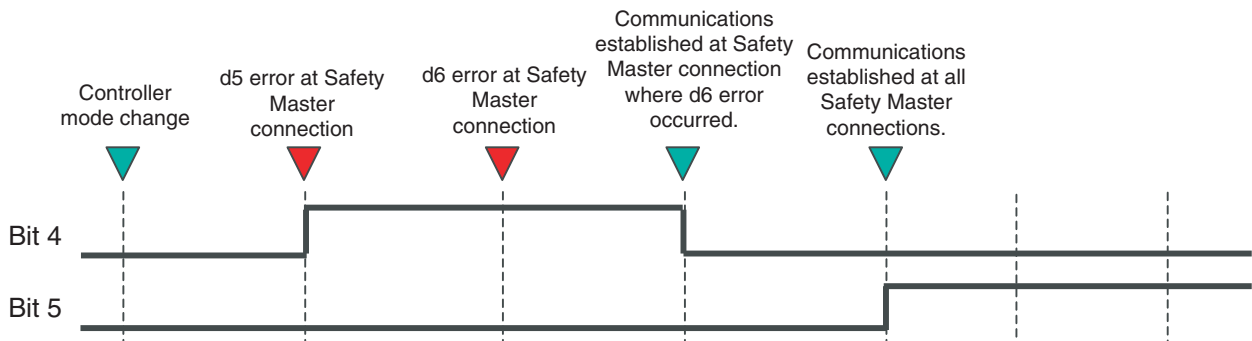 Controller
mode change
d5 error at Safety
Master
connection
d6 error at Safety
Master
connection
Communications
established at Safety
Master connection
where d6 error
occurred.
Communications
established at all
Safety Master
connections.
Bit 4
Bit 5